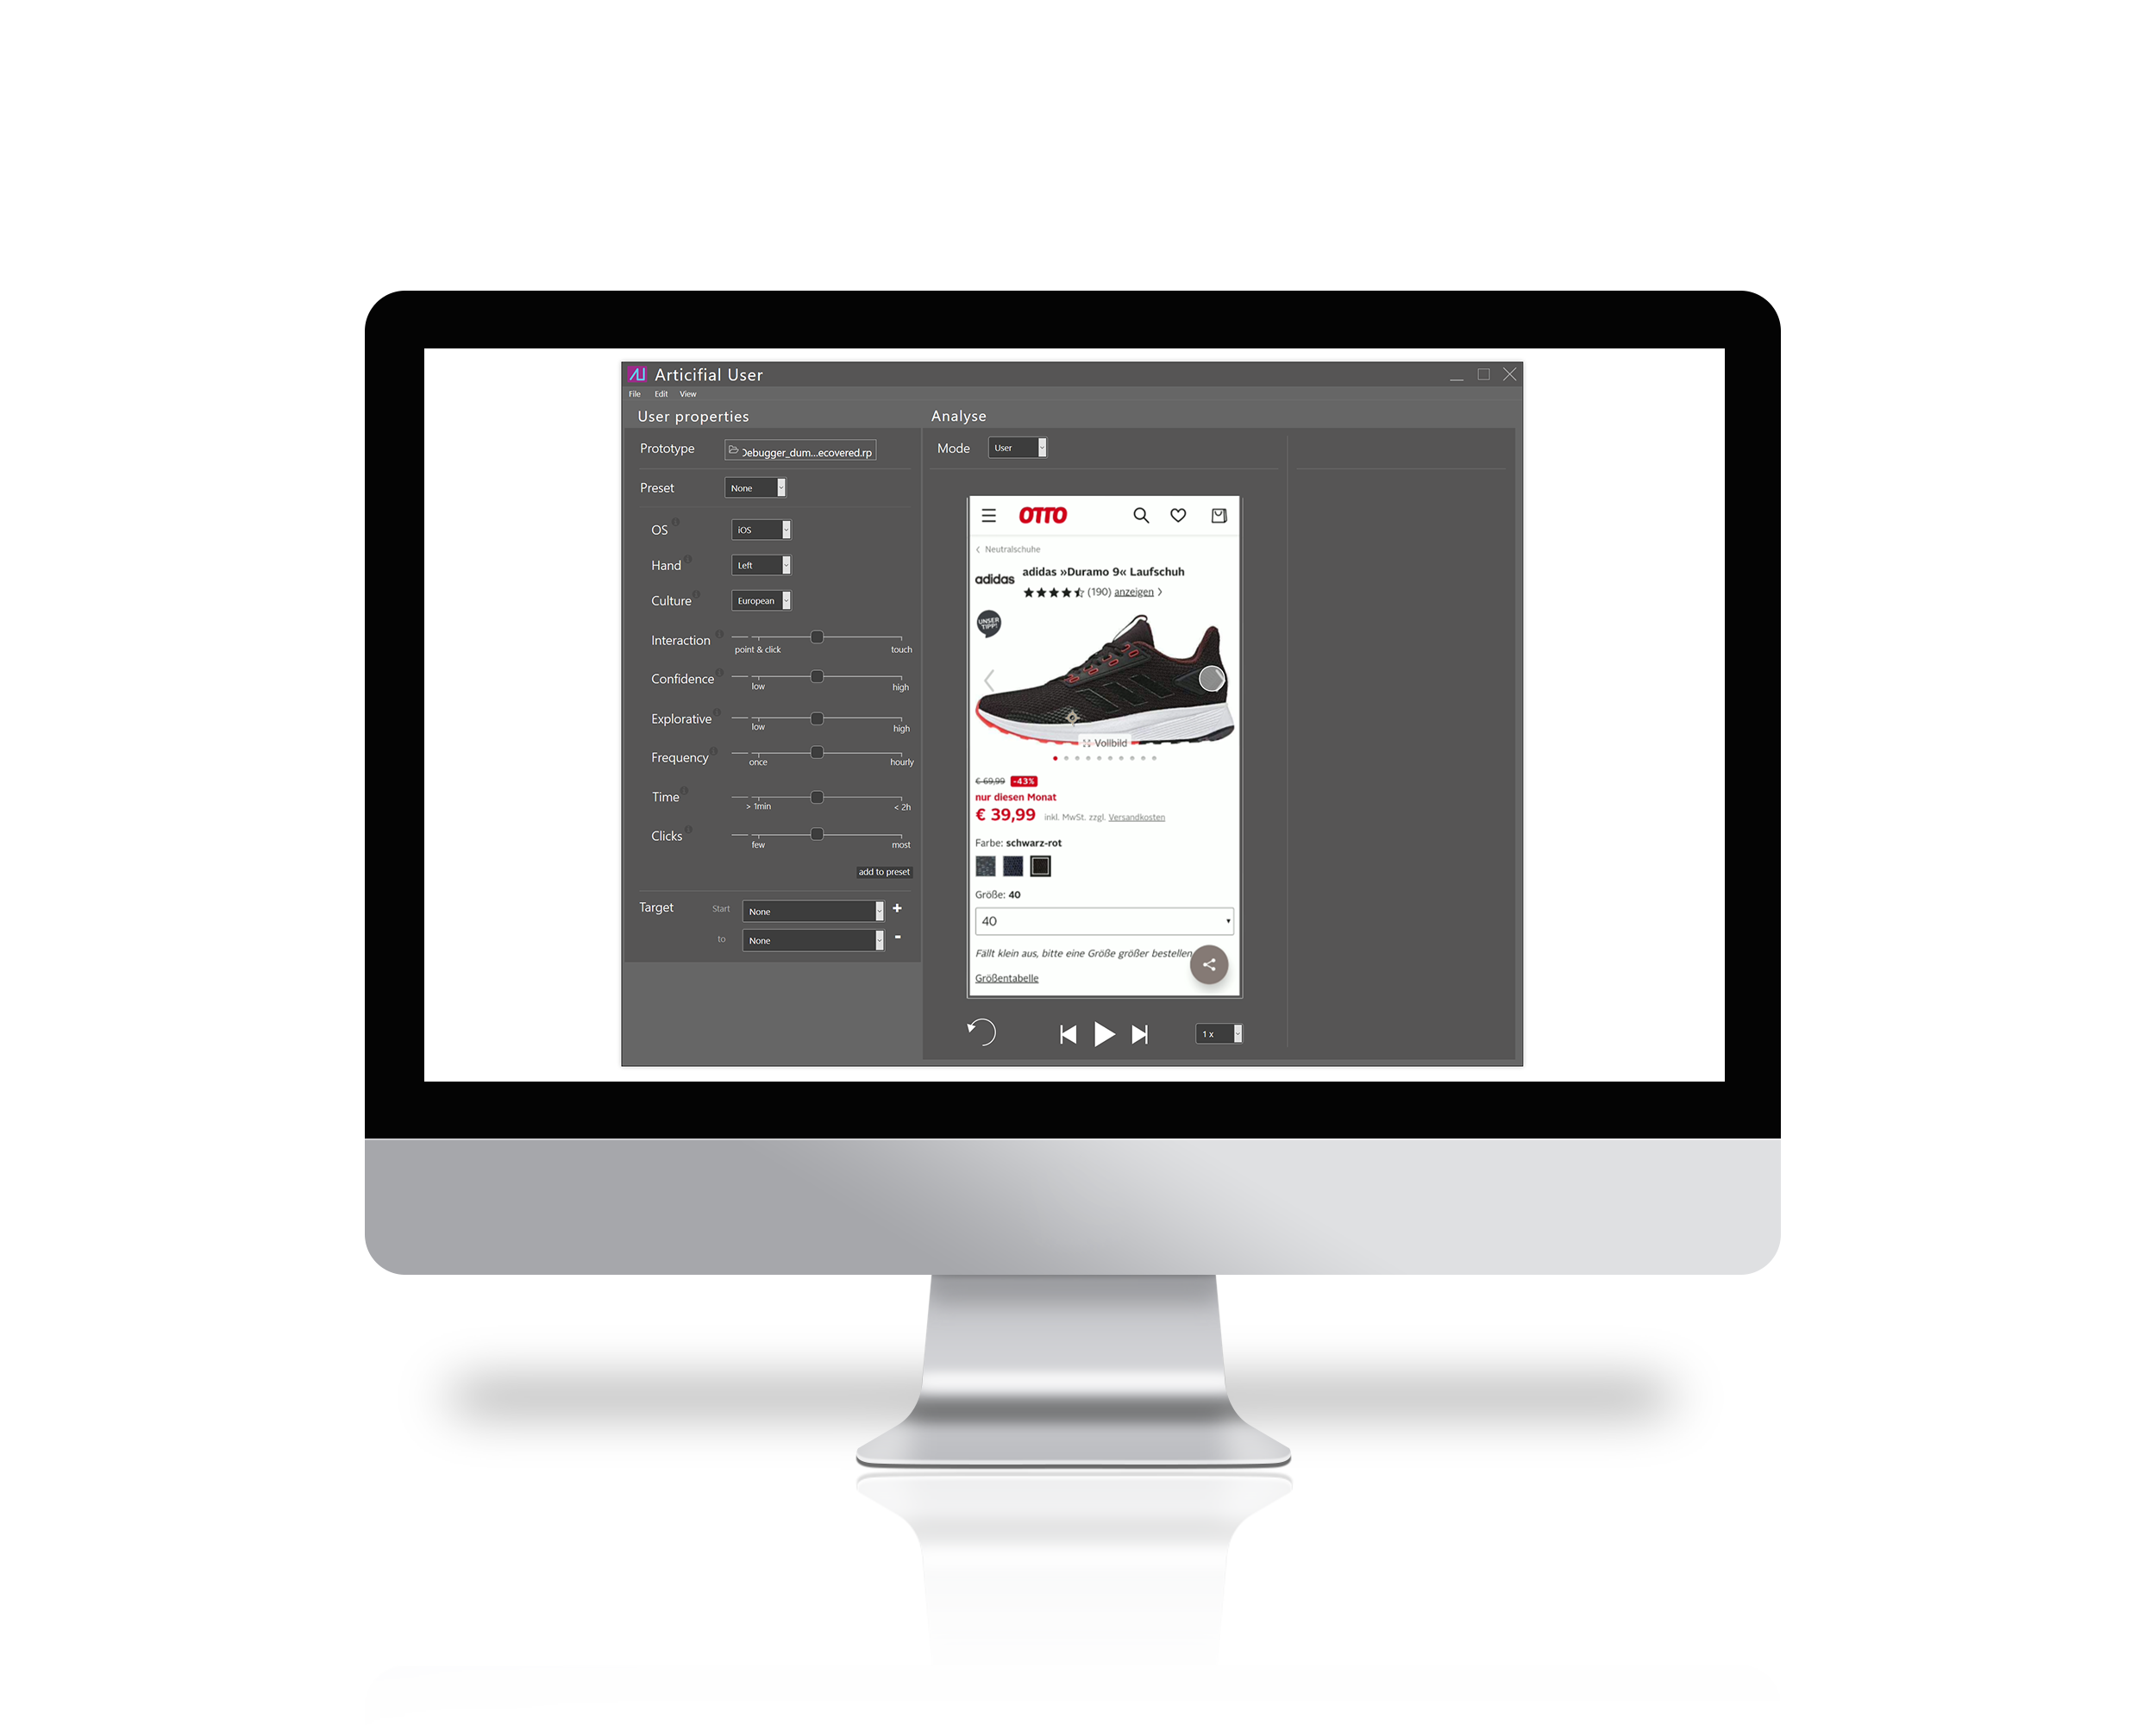 Articifial User
File Edit View
User properties
Prototype
Debugger_dum...ecovered.rp
Preset
None
OS
iOS
Hand
Left
Culture
European
Interaction
point & click touch
Confidence
low high
Explorative
low high
Frequency
once hourly
Time
> 1min < 2h
Clicks
few most
add to preset
Target
Start
None
+
to
None
-
Analyse
Mode
User
OTTO
Neutralschuhe
adidas
adidas »Duramo 9« Laufschuh
(190) anzeigen
UNSER
TIPP!
Vollbild
€ 69,99 -43%
nur diesen Monat
€ 39,99 inkl. MwSt. zzgl. Versandkosten
Farbe: schwarz-rot
Größe: 40
40
Fällt klein aus, bitte eine Größe größer bestellen
Größentabelle
1 x